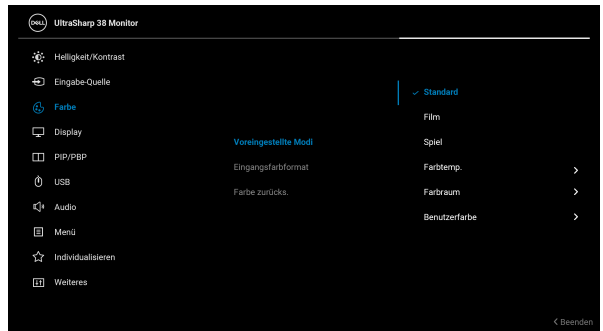 DELL UltraSharp 38 Monitor
Helligkeit/Kontrast
Eingabe-Quelle
Farbe
Display
PIP/PBP
USB
Audio
Menü
Individualisieren
Weiteres
Voreingestellte Modi
Eingangsfarbformat
Farbe zurücks.
Standard
Film
Spiel
Farbtemp.
Farbraum
Benutzerfarbe
Beenden